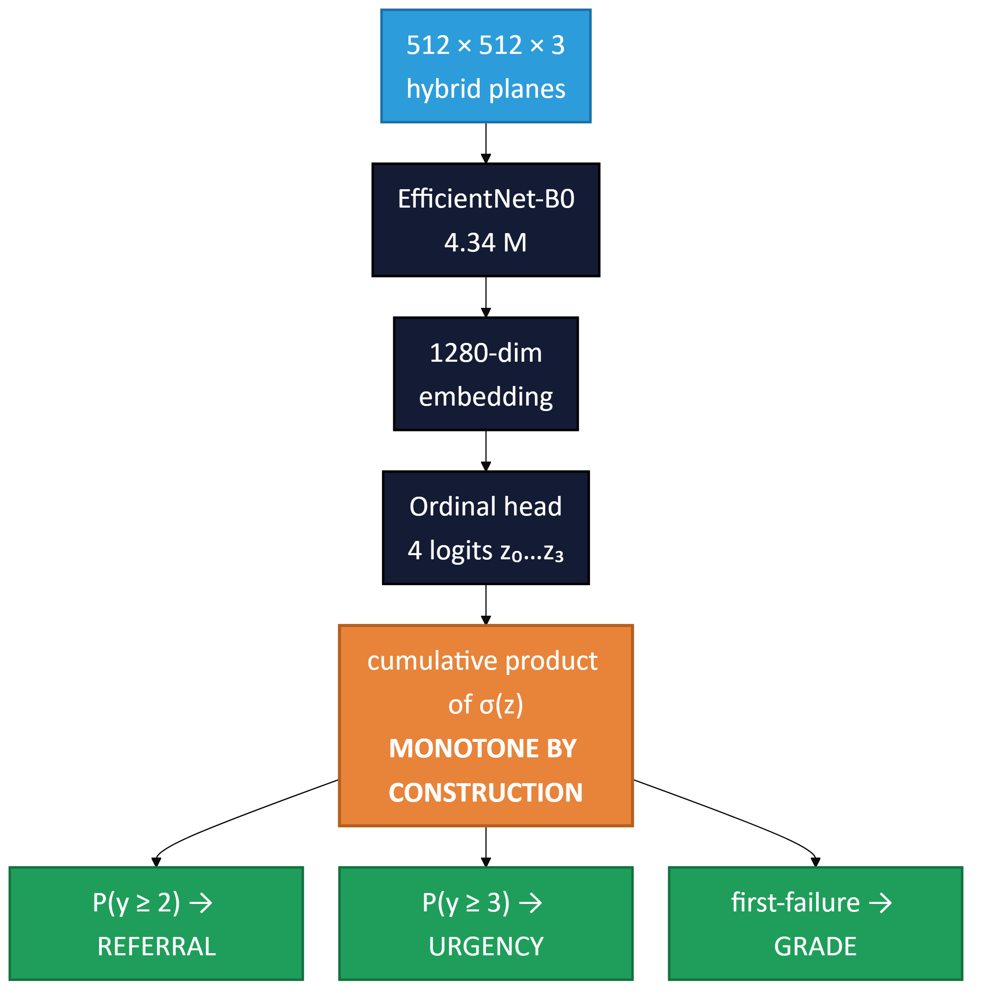 512 × 512 × 3
hybrid planes
EfficientNet-B0
4.34 M
1280-dim
embedding
Ordinal head
4 logits z₀…z₃
cumulative product
of σ(z)
MONOTONE BY
CONSTRUCTION
P(y ≥ 2) →
REFERRAL
P(y ≥ 3) →
URGENCY
first-failure →
GRADE